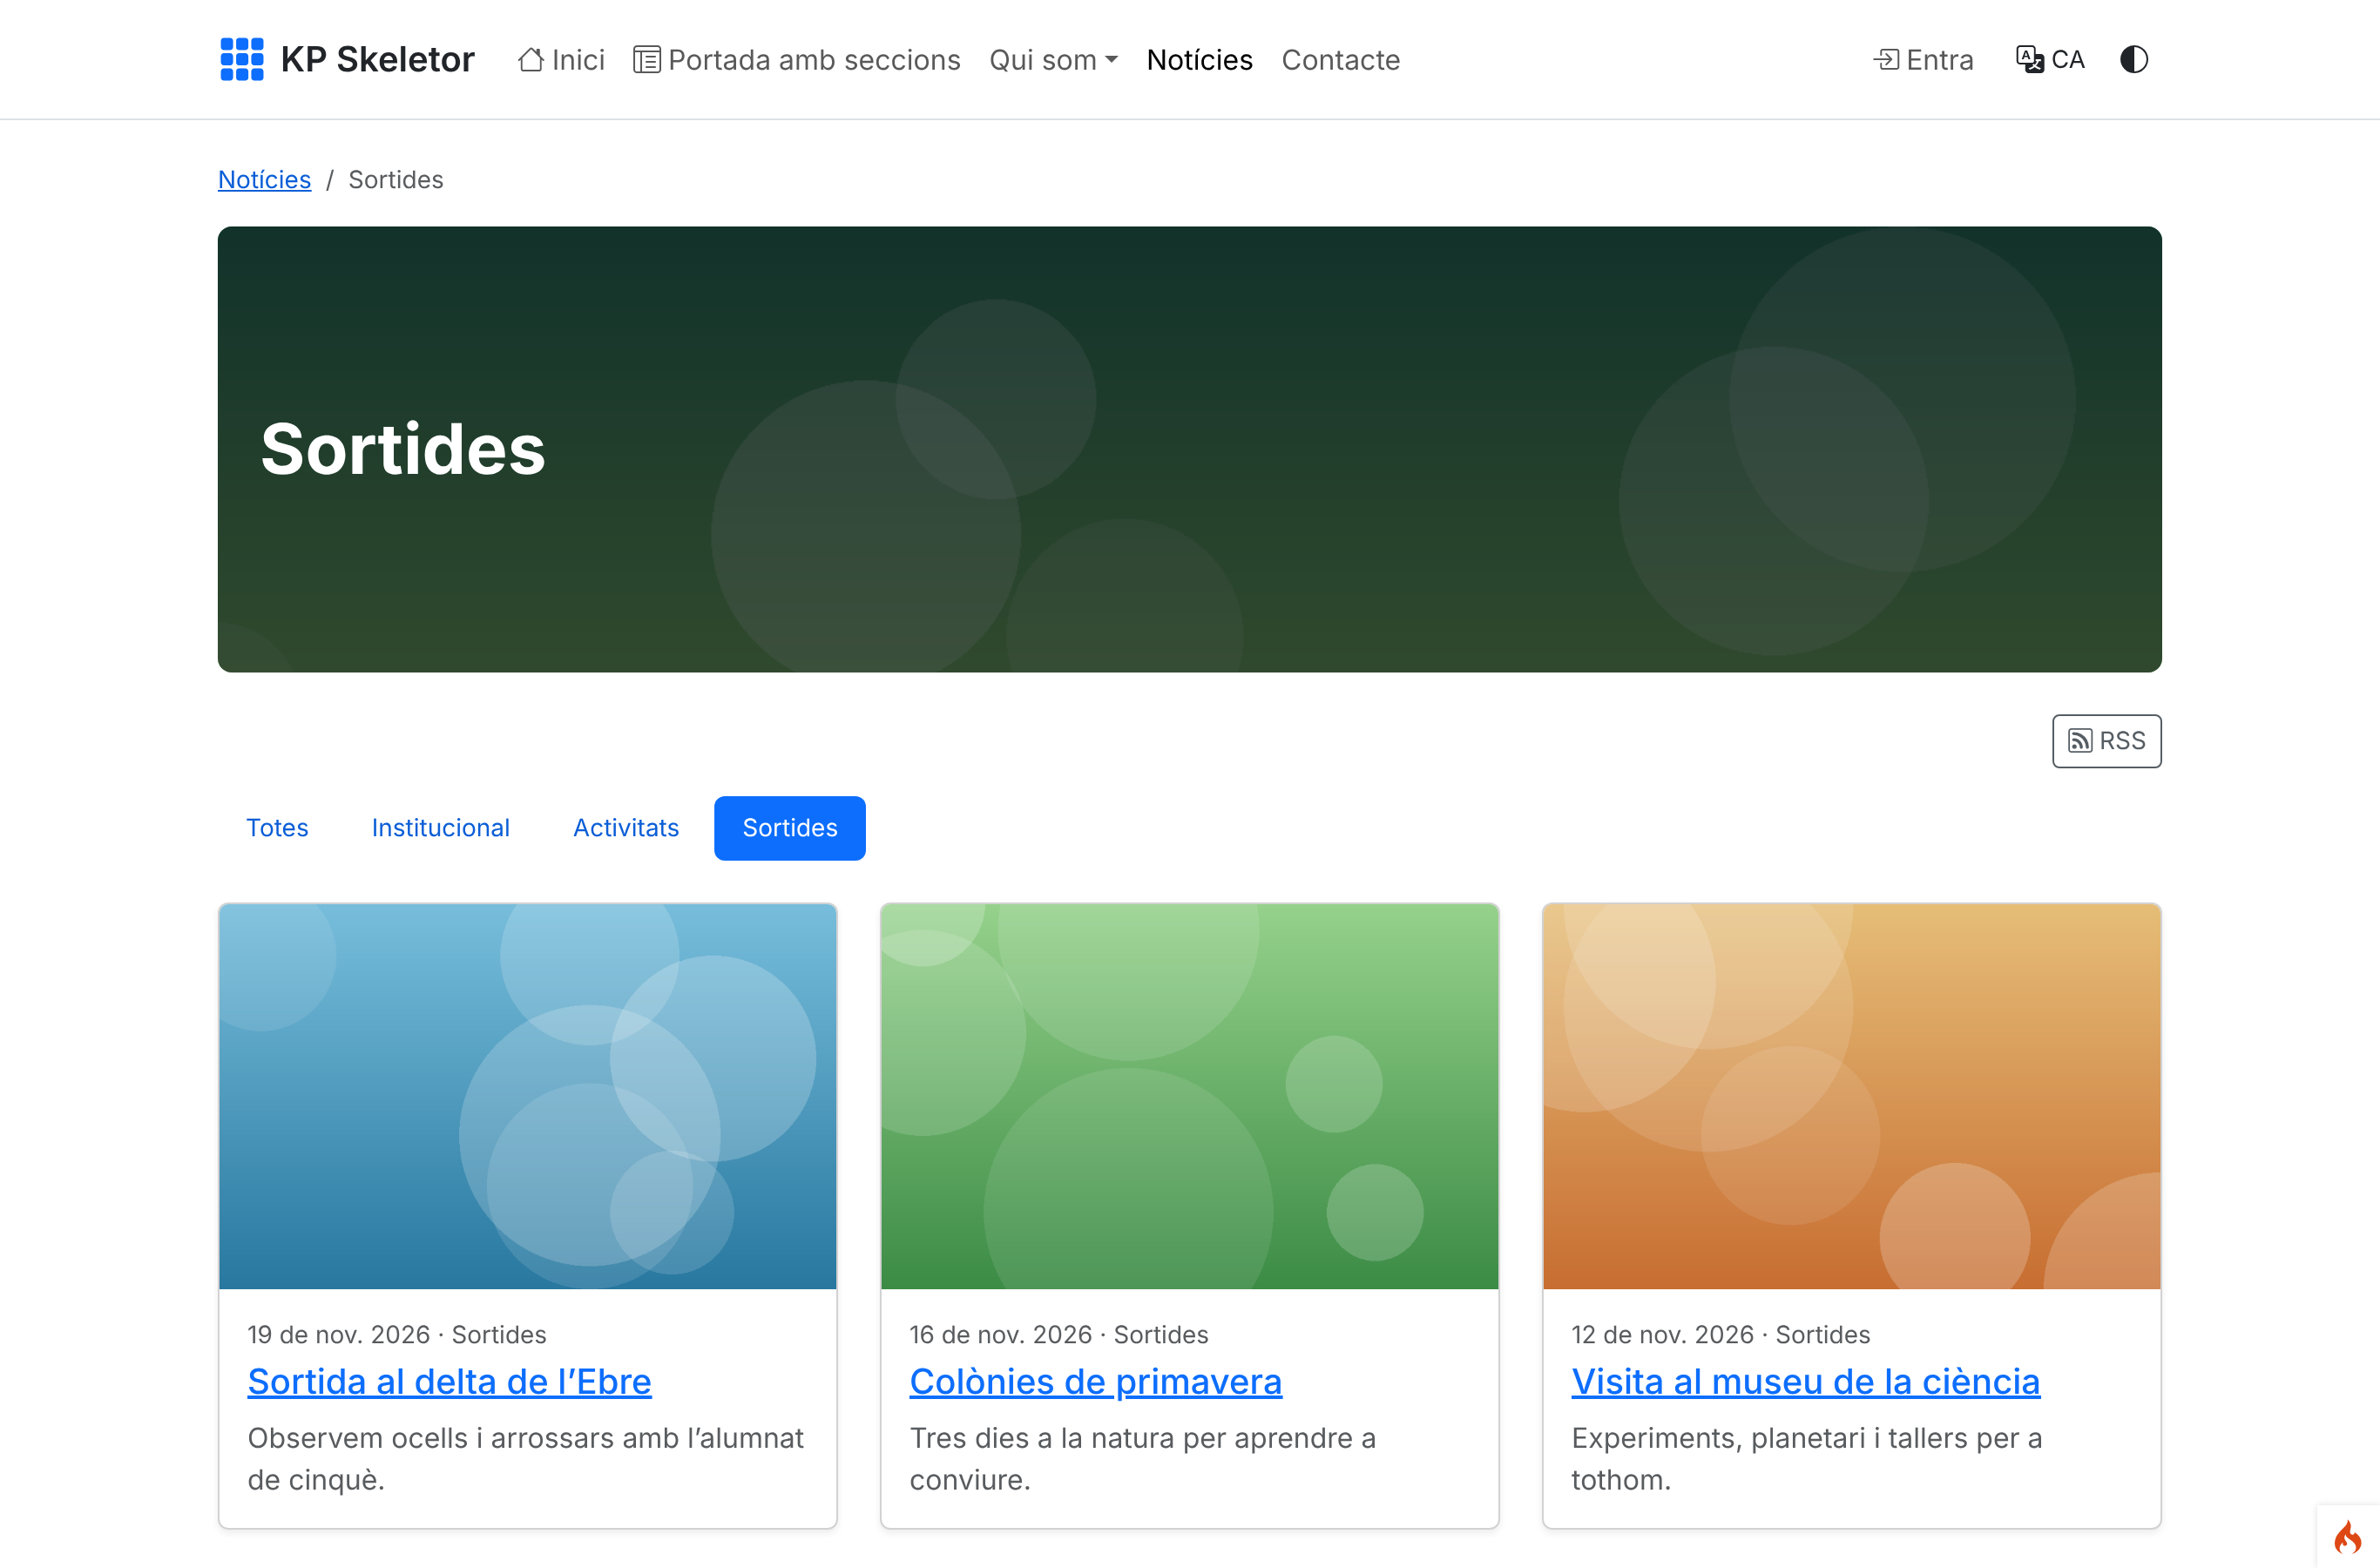 KP Skeletor
Inici
Portada amb seccions
Qui som
Notícies
Contacte
Entra
CA
Notícies / Sortides
Sortides
RSS
Totes
Institucional
Activitats
Sortides
19 de nov. 2026 · Sortides
Sortida al delta de l’Ebre
Observem ocells i arrossars amb l’alumnat
de cinquè.
16 de nov. 2026 · Sortides
Colònies de primavera
Tres dies a la natura per aprendre a
conviure.
12 de nov. 2026 · Sortides
Visita al museu de la ciència
Experiments, planetari i tallers per a
tothom.